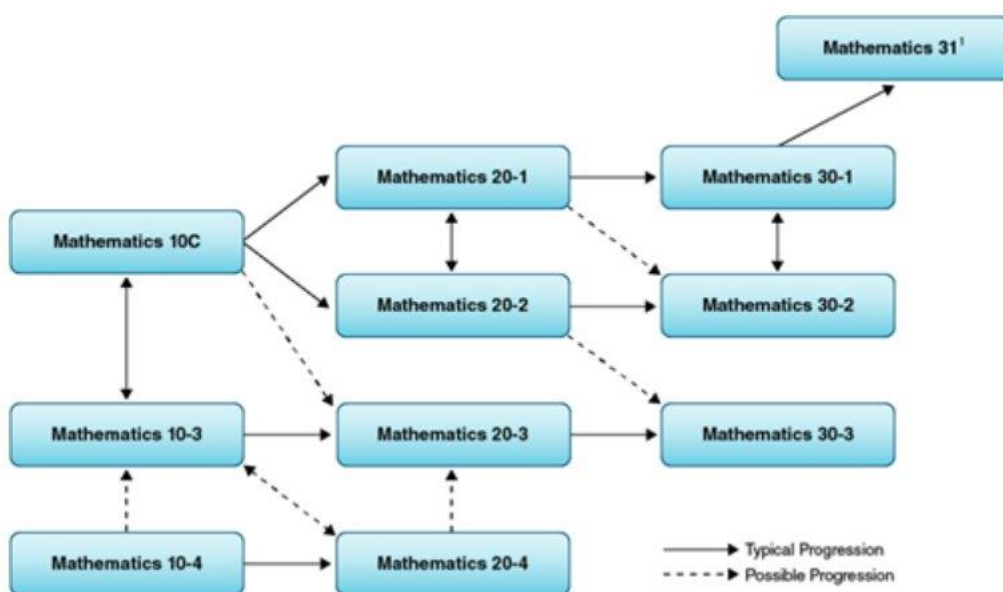 Mathematics 31¹
Mathematics 20-1
Mathematics 30-1
Mathematics 10C
Mathematics 20-2
Mathematics 30-2
Mathematics 10-3
Mathematics 20-3
Mathematics 30-3
Mathematics 10-4
Mathematics 20-4
Typical Progression
Possible Progression